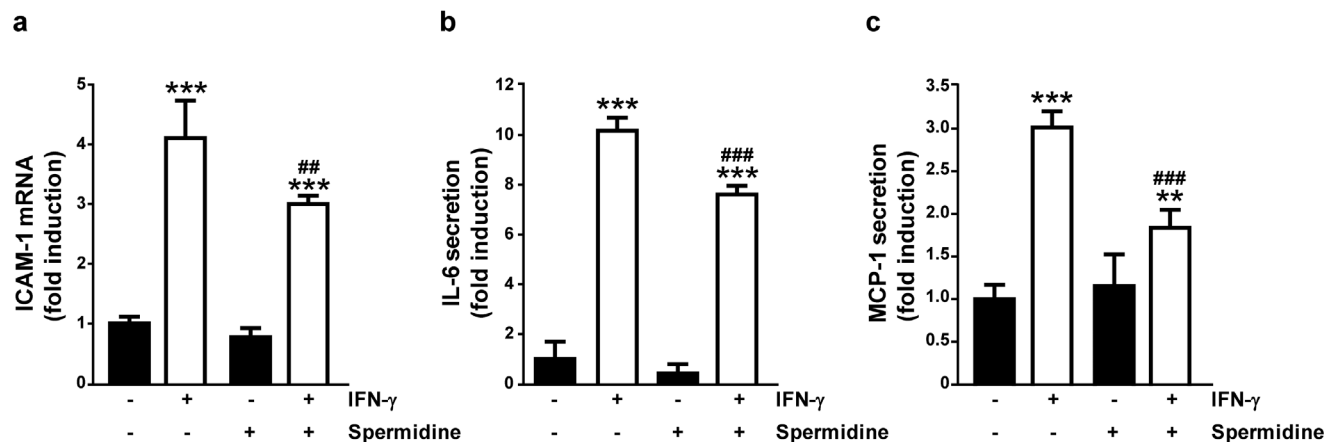 a
ICAM-1 mRNA
(fold induction)
5
4
3
2
1
0
***
##
***
- + - + IFN-γ
- - + + Spermidine
b
IL-6 secretion
(fold induction)
12
10
8
6
4
2
0
***
###
***
- + - + IFN-γ
- - + + Spermidine
c
MCP-1 secretion
(fold induction)
3.5
3.0
2.5
2.0
1.5
1.0
0.5
0.0
***
###
**
- + - + IFN-γ
- - + + Spermidine